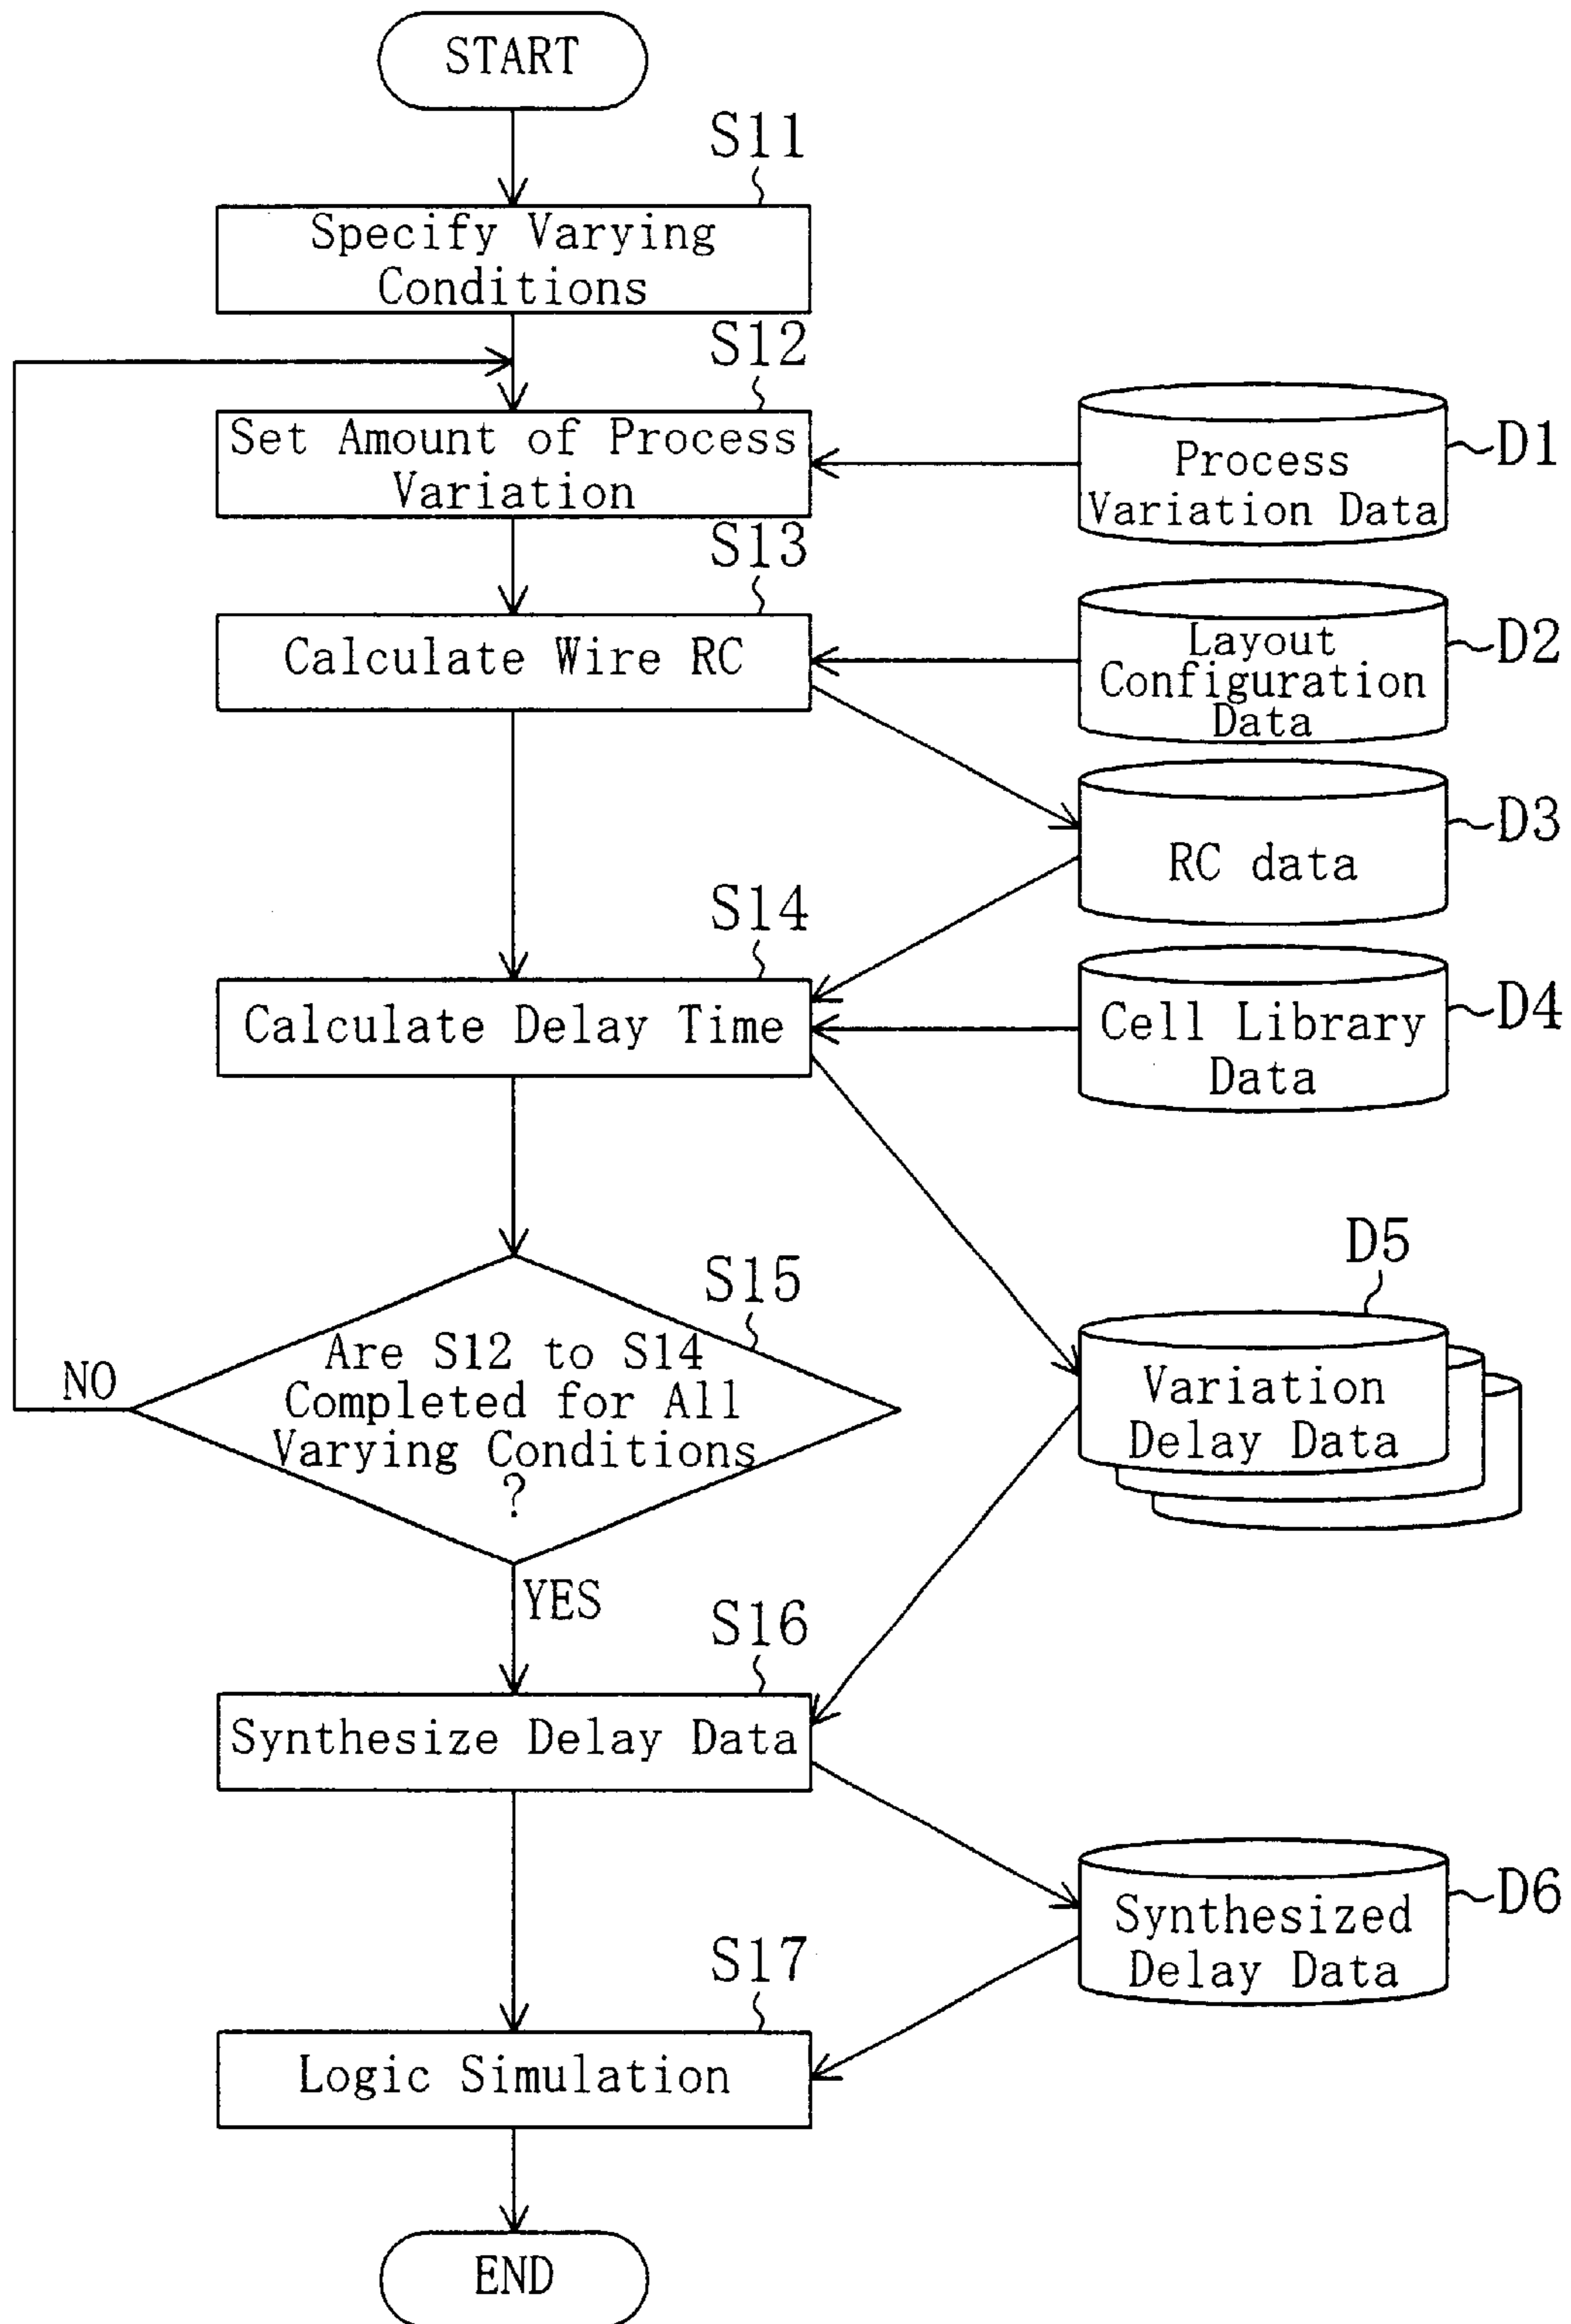 START
S11
Specify Varying
Conditions
S12
Set Amount of Process
Variation
Process
Variation Data
D1
S13
Calculate Wire RC
Layout
Configuration
Data
D2
RC data
D3
S14
Calculate Delay Time
Cell Library
Data
D4
S15
Are S12 to S14
Completed for All
Varying Conditions
?
NO
YES
D5
Variation
Delay Data
S16
Synthesize Delay Data
Synthesized
Delay Data
D6
S17
Logic Simulation
END